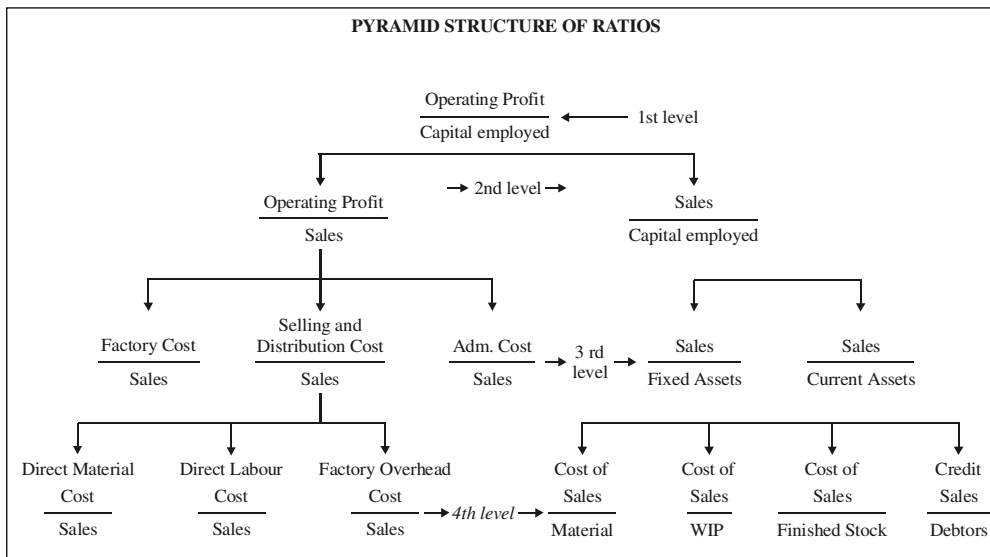 PYRAMID STRUCTURE OF RATIOS
Operating Profit
Capital employed
1st level
Operating Profit
Sales
2nd level
Sales
Capital employed
Factory Cost
Sales
Selling and
Distribution Cost
Sales
Adm. Cost
Sales
3 rd
level
Sales
Fixed Assets
Sales
Current Assets
Direct Material
Cost
Sales
Direct Labour
Cost
Sales
Factory Overhead
Cost
Sales
4th level
Cost of
Sales
Material
Cost of
Sales
WIP
Cost of
Sales
Finished Stock
Credit
Sales
Debtors